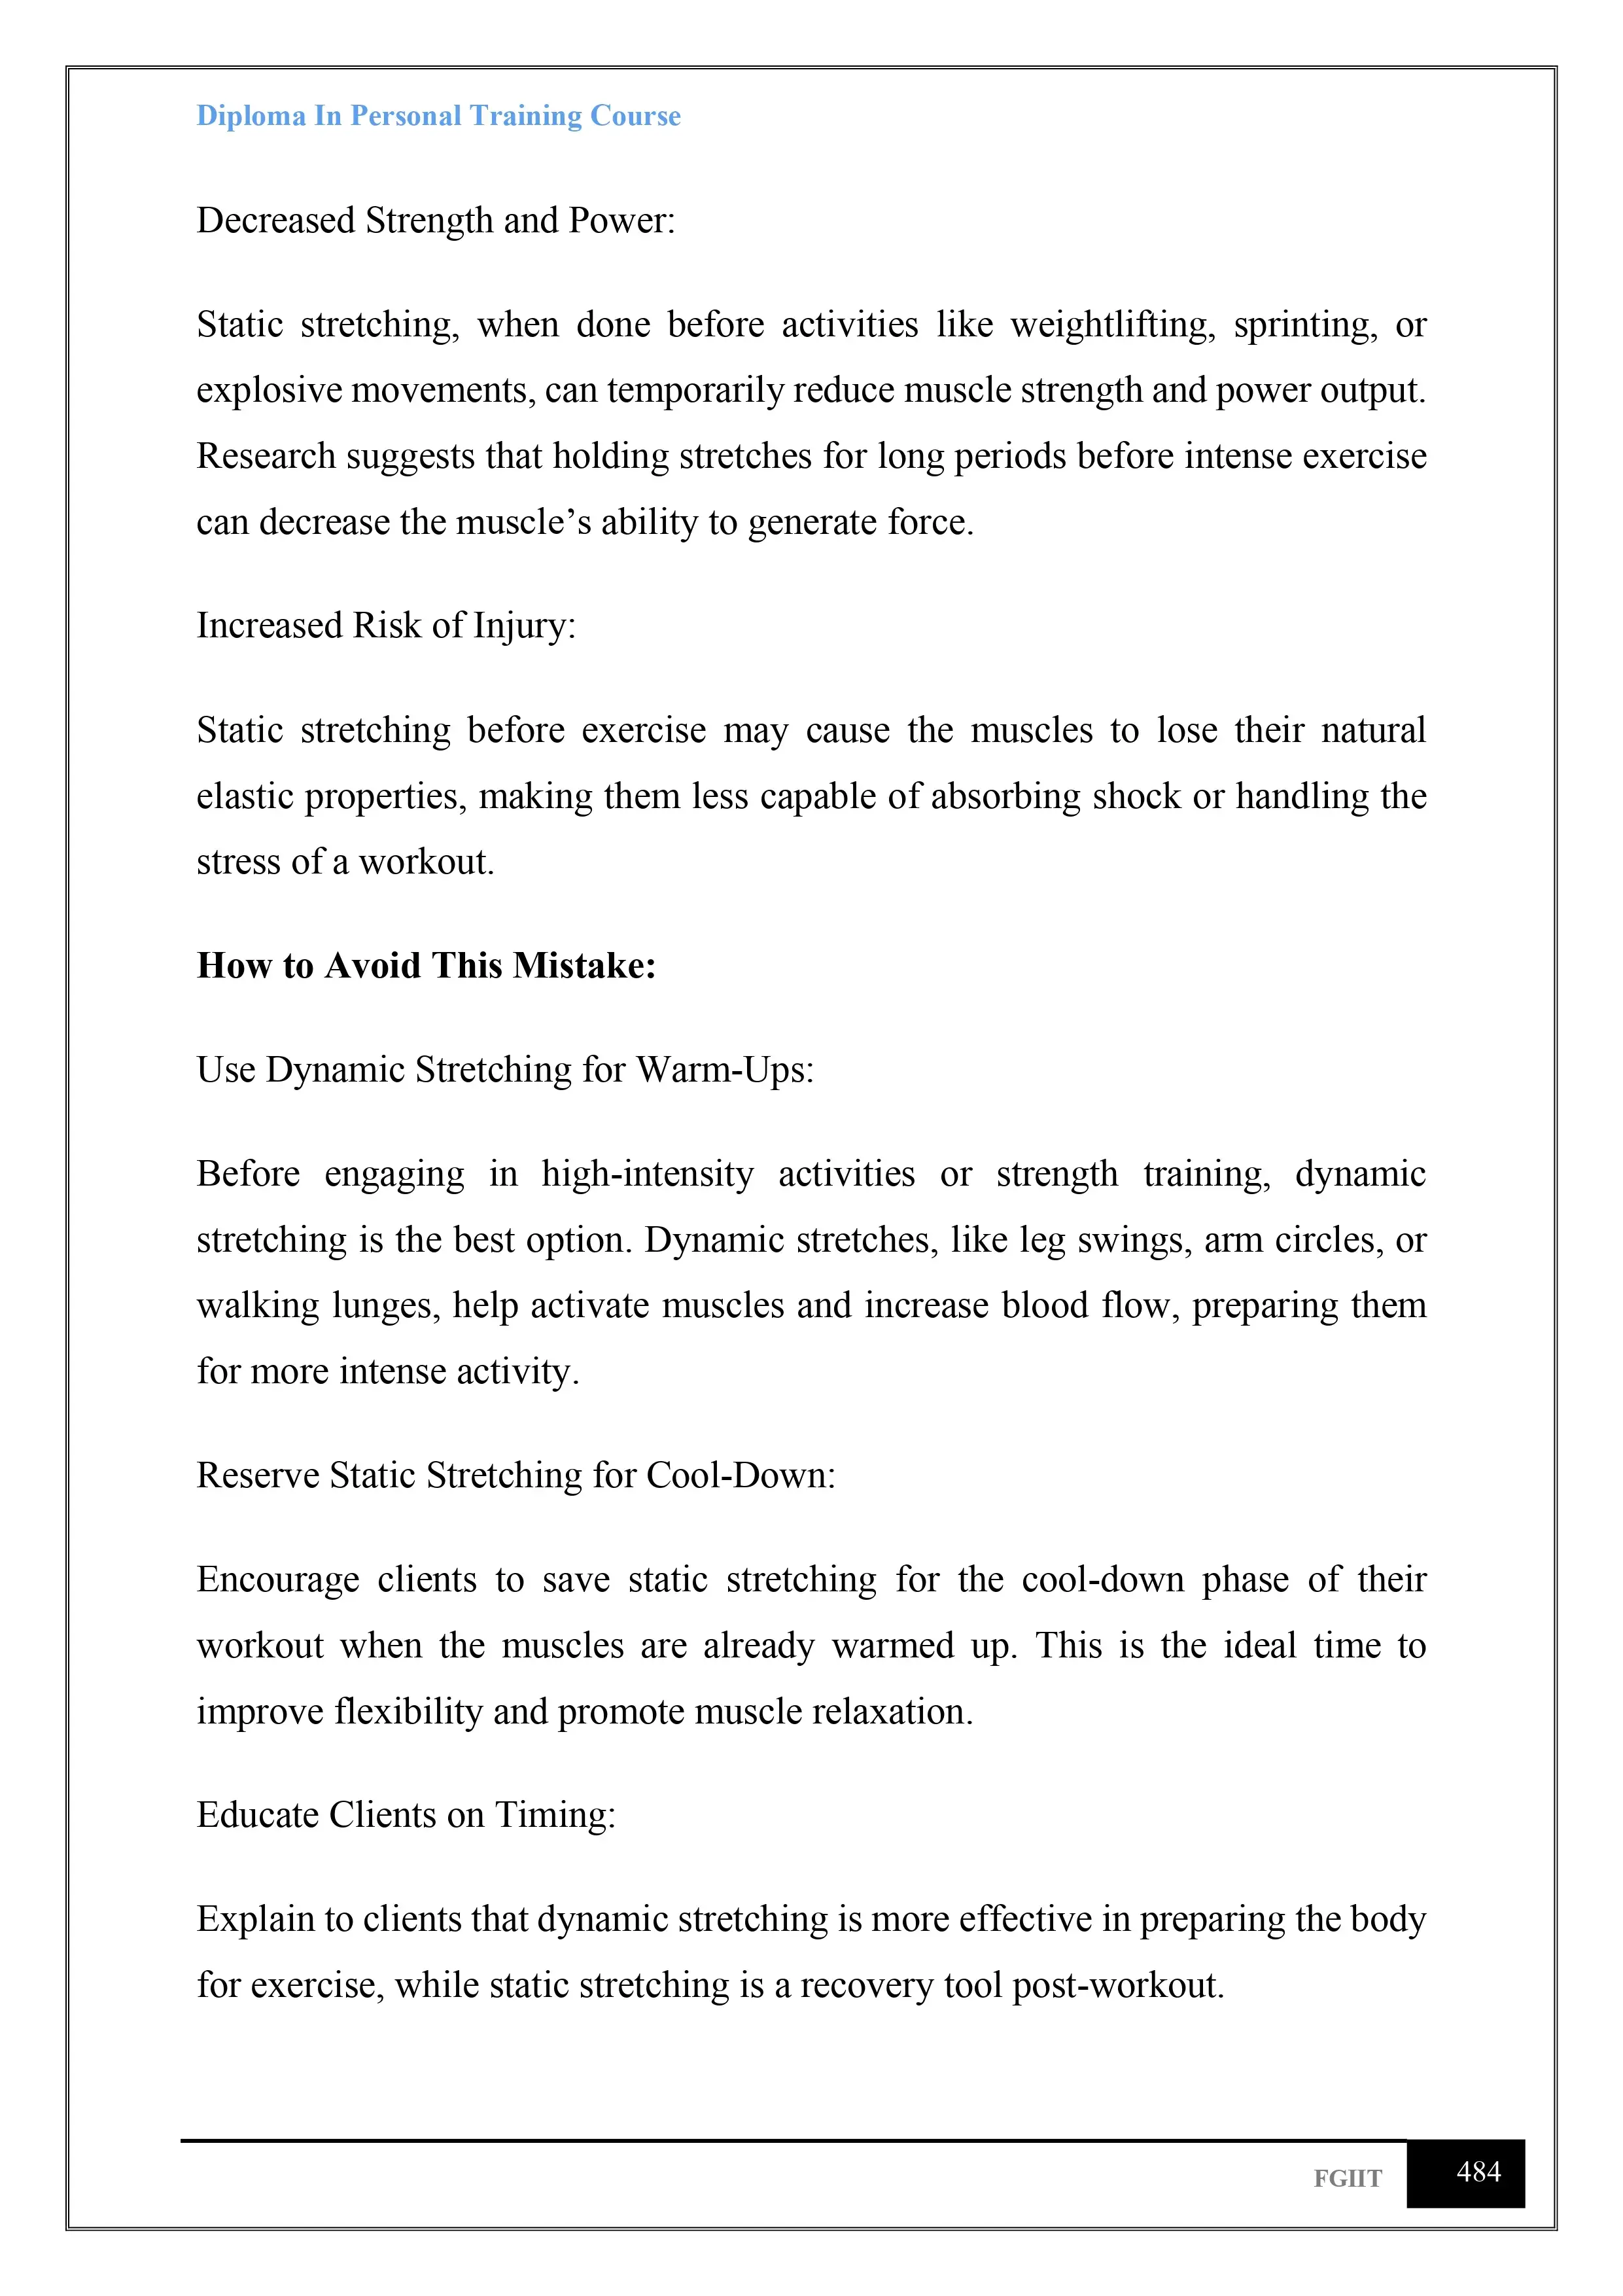 Diploma In Personal Training Course
Decreased Strength and Power:
Static stretching, when done before activities like weightlifting, sprinting, or
explosive movements, can temporarily reduce muscle strength and power output.
Research suggests that holding stretches for long periods before intense exercise
can decrease the muscle’s ability to generate force.
Increased Risk of Injury:
Static stretching before exercise may cause the muscles to lose their natural
elastic properties, making them less capable of absorbing shock or handling the
stress of a workout.
How to Avoid This Mistake:
Use Dynamic Stretching for Warm-Ups:
Before engaging in high-intensity activities or strength training, dynamic
stretching is the best option. Dynamic stretches, like leg swings, arm circles, or
walking lunges, help activate muscles and increase blood flow, preparing them
for more intense activity.
Reserve Static Stretching for Cool-Down:
Encourage clients to save static stretching for the cool-down phase of their
workout when the muscles are already warmed up. This is the ideal time to
improve flexibility and promote muscle relaxation.
Educate Clients on Timing:
Explain to clients that dynamic stretching is more effective in preparing the body
for exercise, while static stretching is a recovery tool post-workout.
FGIIT 484